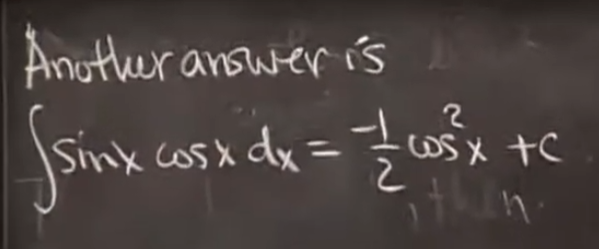 Another answer is
∫sinx cosx dx = -1/2 cos²x + c